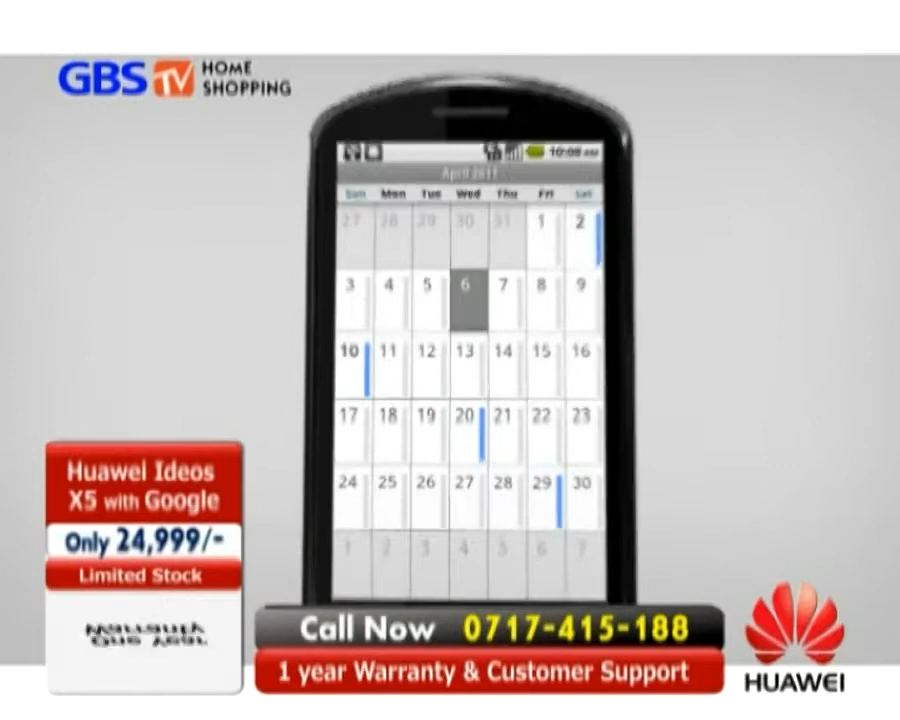 GBS TV HOME SHOPPING
10:08 AM
April 2011
Sun Mon Tue Wed Thu Fri Sat
27 28 29 30 31 1 2
3 4 5 6 7 8 9
10 11 12 13 14 15 16
17 18 19 20 21 22 23
24 25 26 27 28 29 30
1 2 3 4 5 6 7
Huawei Ideos
X5 with Google
Only 24,999/-
Limited Stock
Call Now 0717-415-188
1 year Warranty & Customer Support
HUAWEI